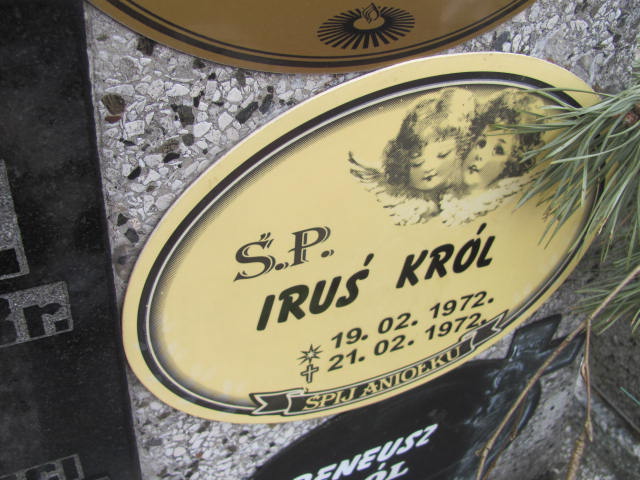 Ś.P.
IRUŚ KRÓL
19. 02. 1972.
21. 02. 1972.
ŚPIJ ANIOŁKU